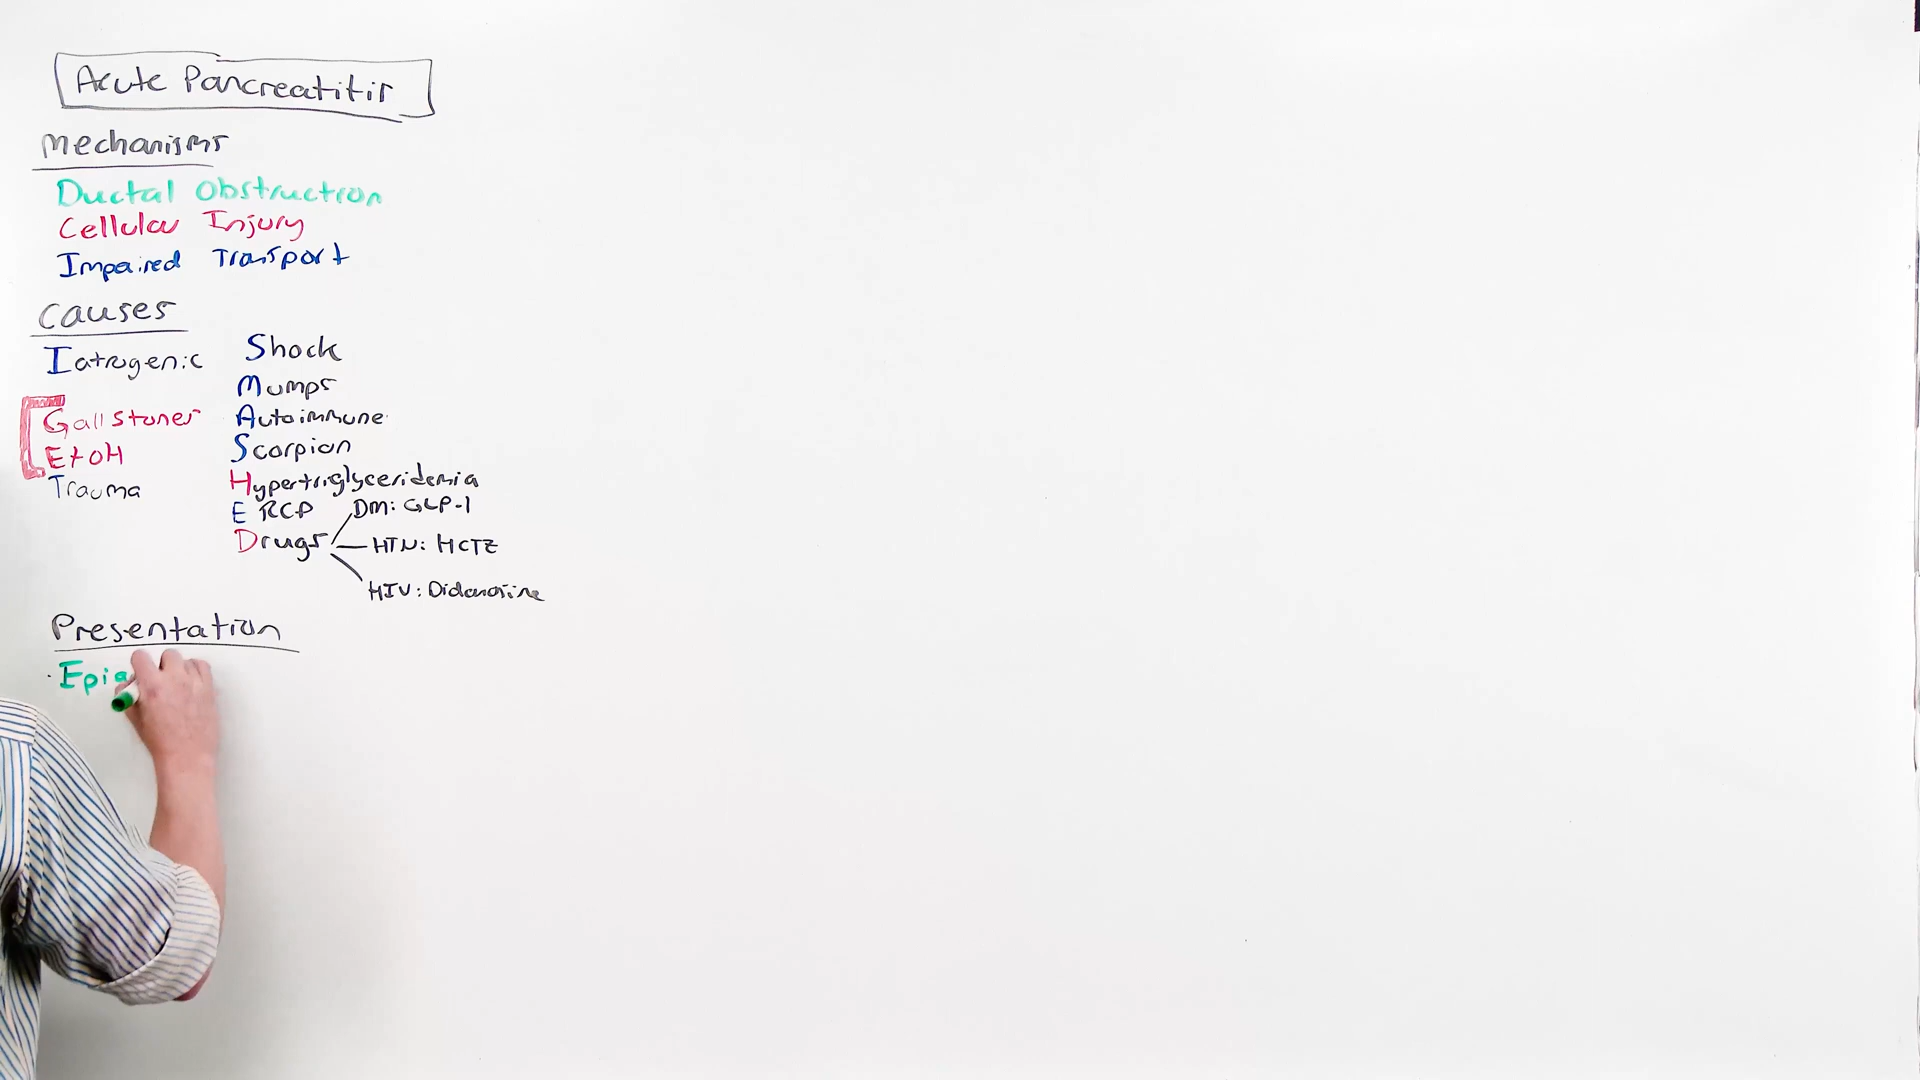 Acute Pancreatitis
Mechanisms
Ductal Obstruction
Cellular Injury
Impaired Transport
Causes
Iatrogenic
Gallstones
EtOH
Trauma
Shock
Mumps
Autoimmune
Scorpion
Hypertriglyceridemia
ERCP
Drugs
DM: GLP-1
HTN: HCTZ
HIV: Didanosine
Presentation
· Epig